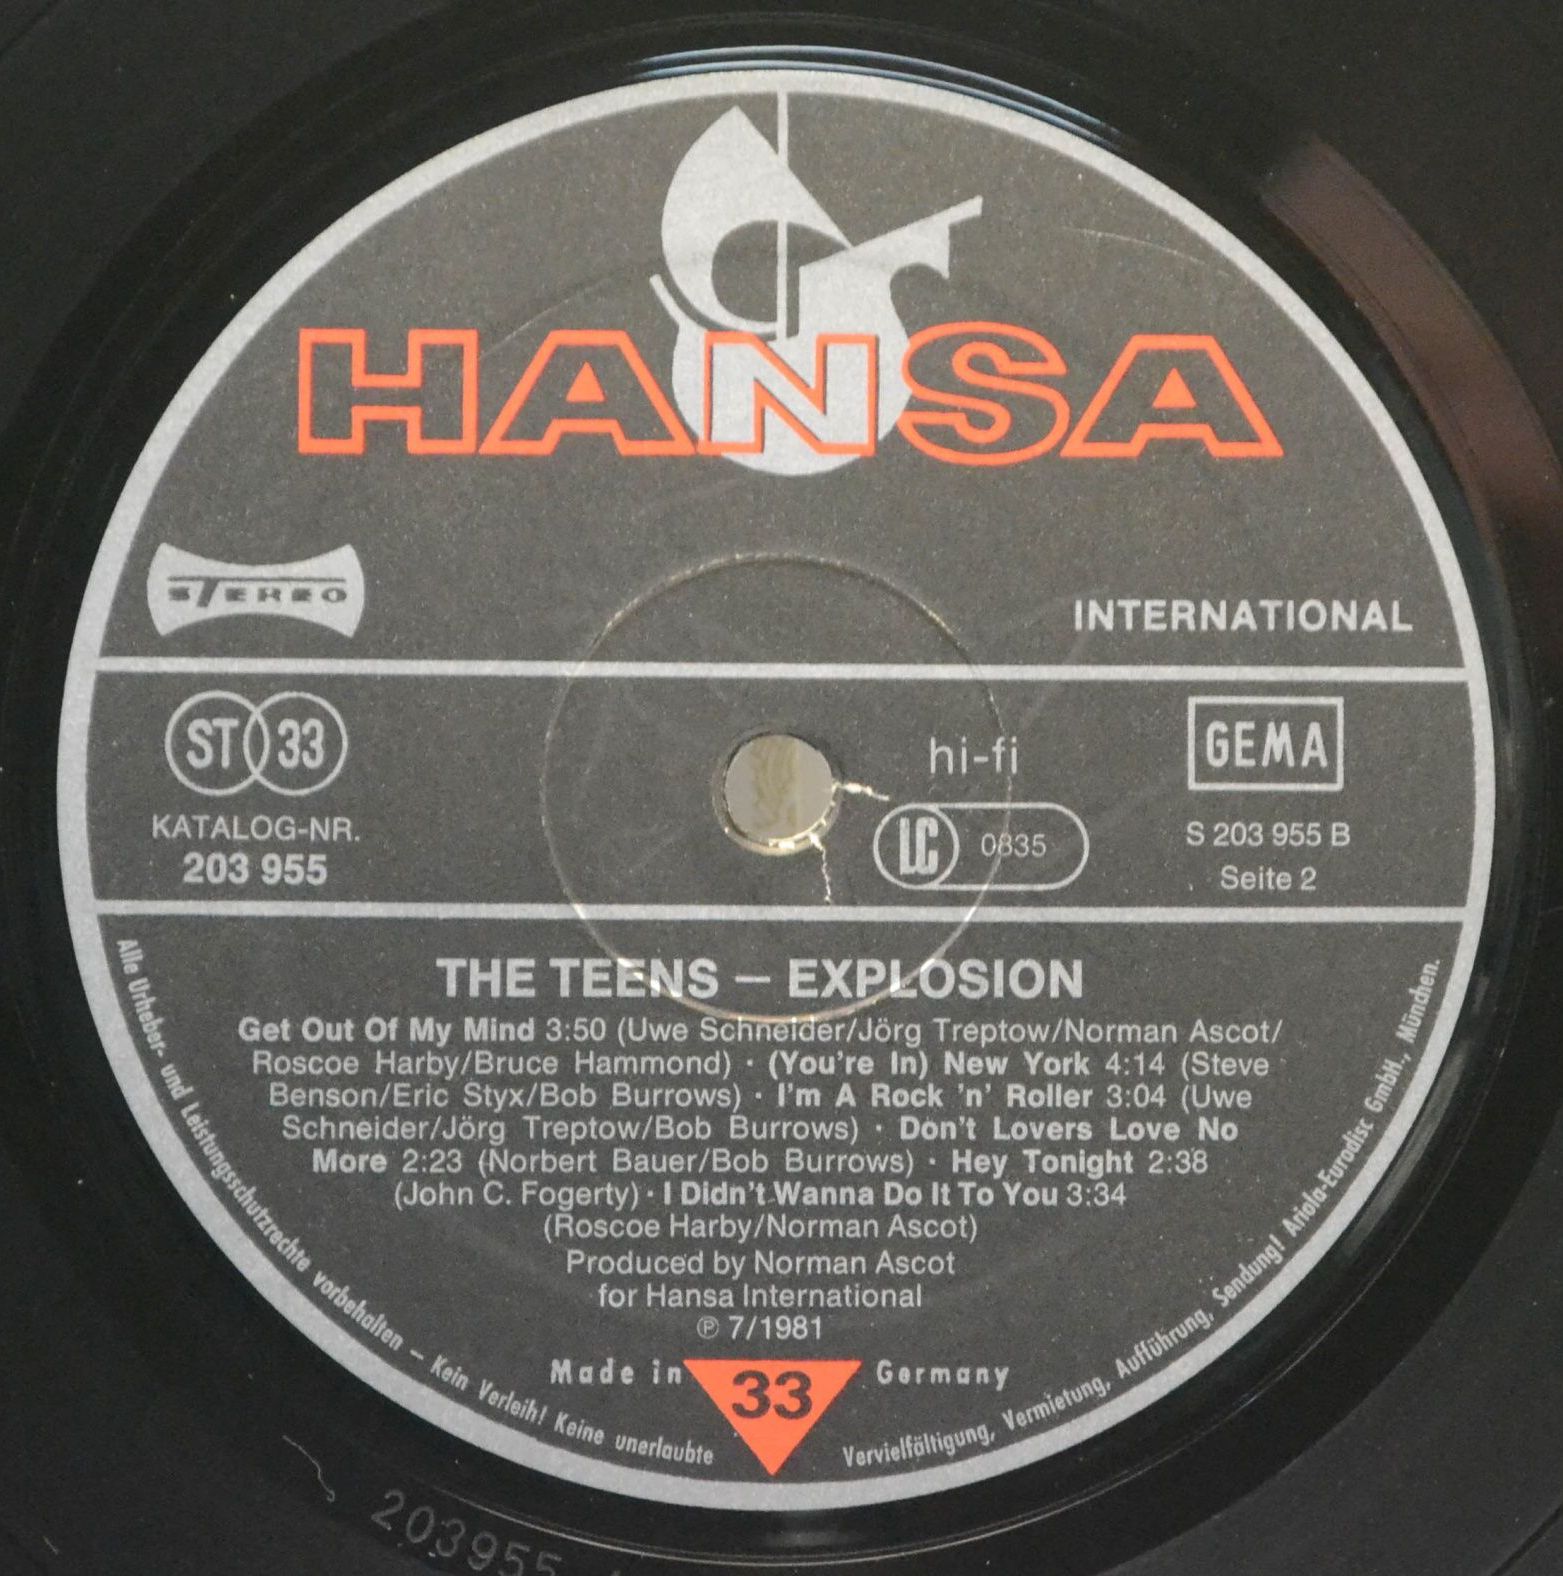 HANSA
STEREO
INTERNATIONAL
ST 33
hi-fi
GEMA
KATALOG-NR.
203 955
LC 0835
S 203 955 B
Seite 2
THE TEENS – EXPLOSION
Get Out Of My Mind 3:50 (Uwe Schneider/Jörg Treptow/Norman Ascot/
Roscoe Harby/Bruce Hammond) · (You're In) New York 4:14 (Steve
Benson/Eric Styx/Bob Burrows) · I'm A Rock 'n' Roller 3:04 (Uwe
Schneider/Jörg Treptow/Bob Burrows) · Don't Lovers Love No
More 2:23 (Norbert Bauer/Bob Burrows) · Hey Tonight 2:38
(John C. Fogerty) · I Didn't Wanna Do It To You 3:34
(Roscoe Harby/Norman Ascot)
Produced by Norman Ascot
for Hansa International
℗ 7/1981
Made in 33 Germany
Alle Urheber- und Leistungsschutzrechte vorbehalten – Kein Verleih! Keine unerlaubte Vervielfältigung, Vermietung, Aufführung, Sendung! Ariola-Eurodisc GmbH., München.
203955